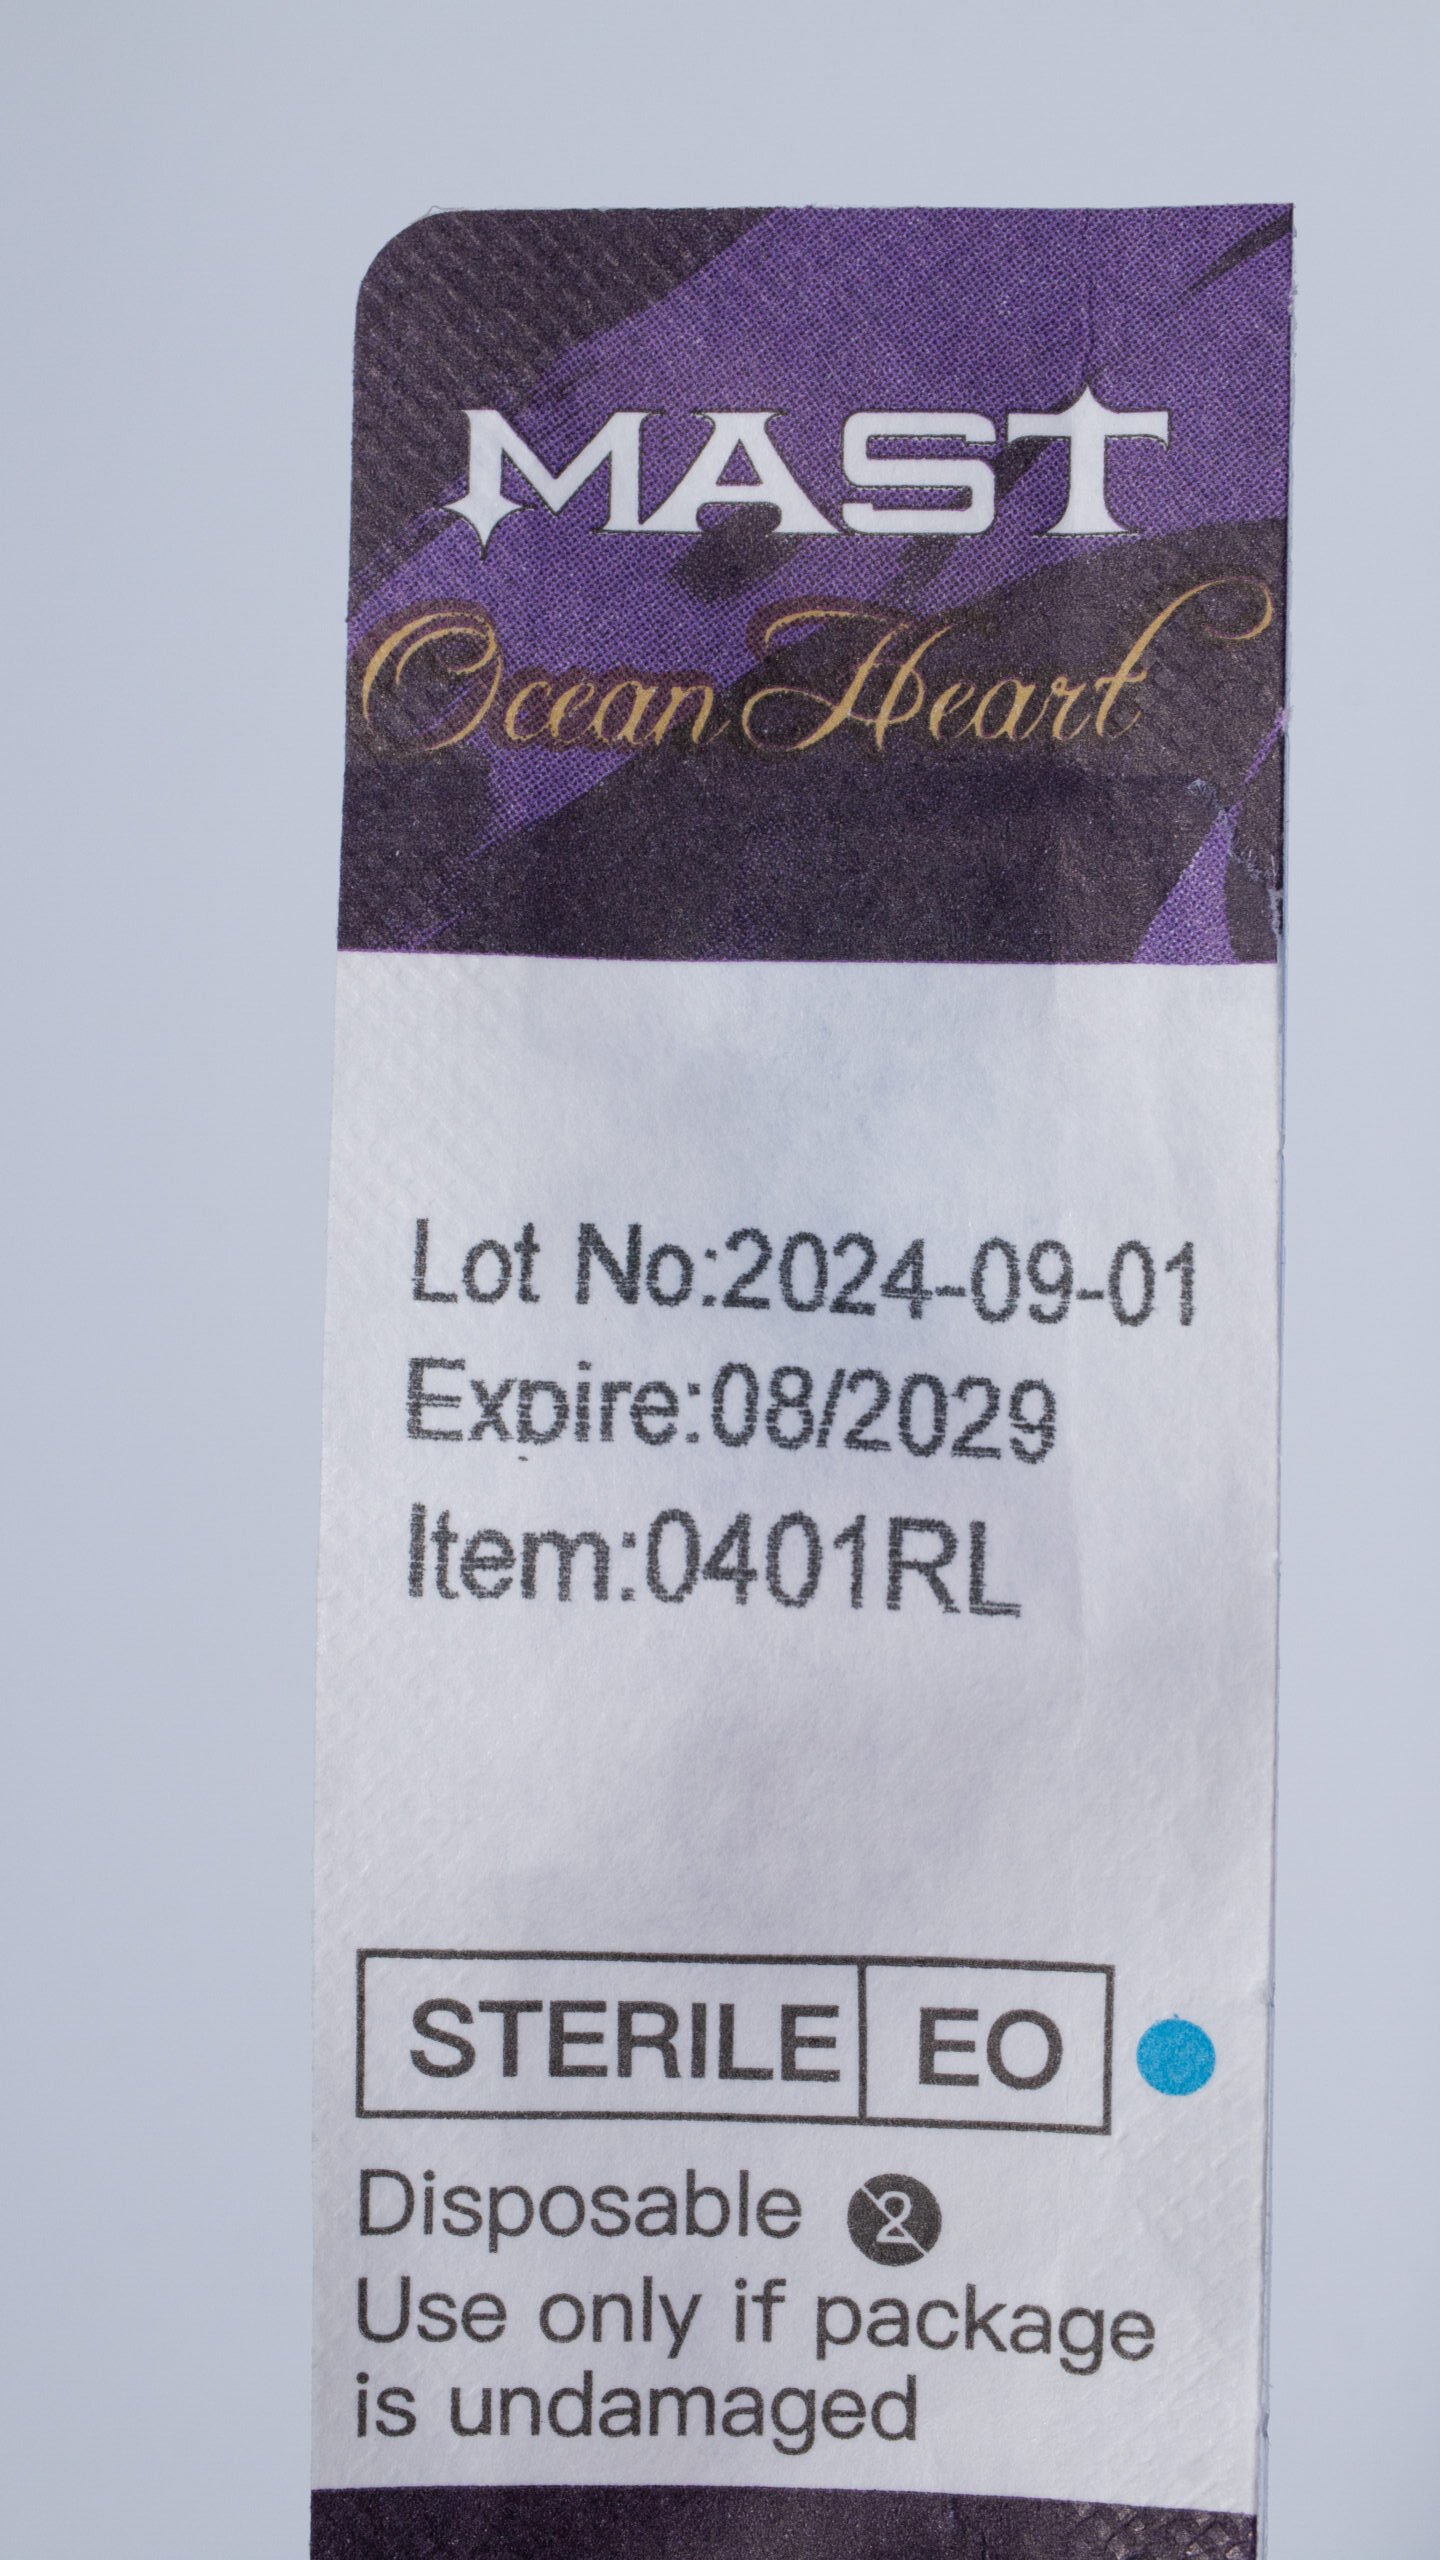 MAST
Ocean Heart
Lot No:2024-09-01
Expire:08/2029
Item:0401RL
STERILE EO
Disposable 2
Use only if package
is undamaged